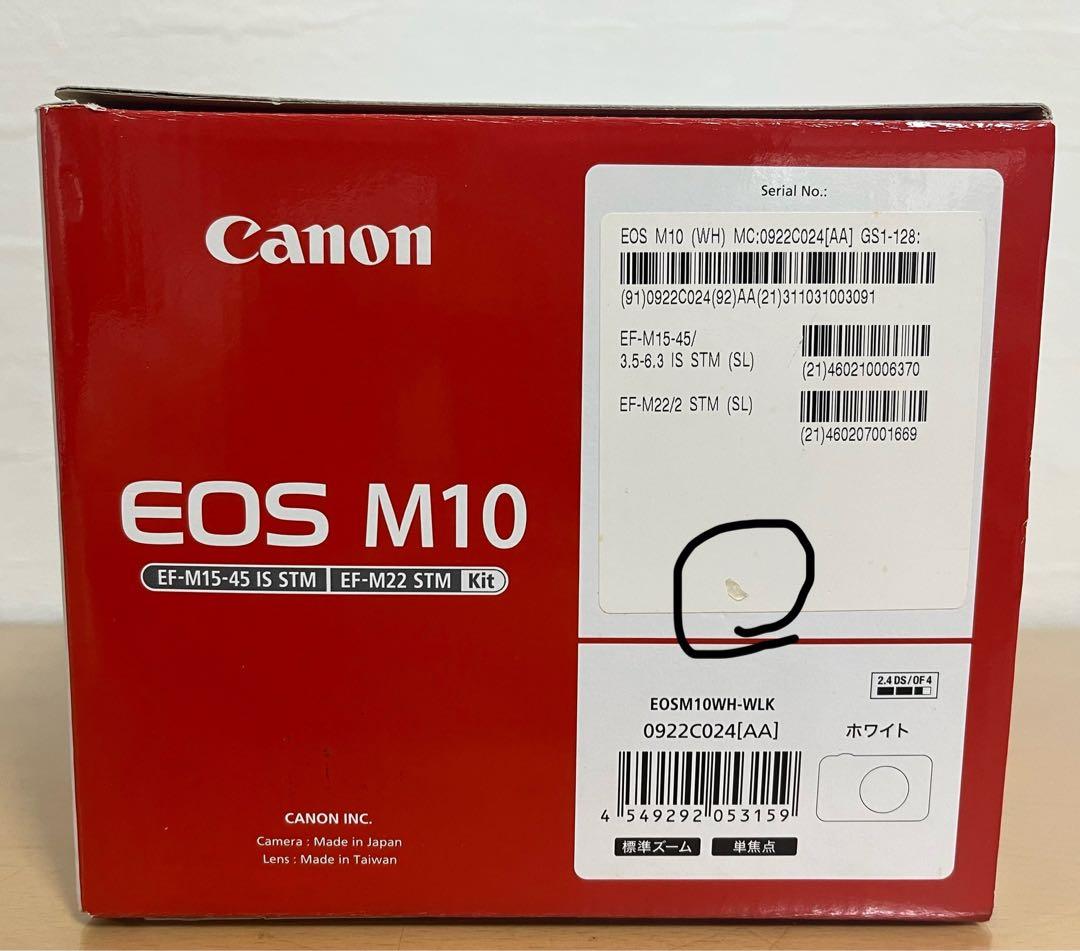 Canon
EOS M10
EF-M15-45 IS STM EF-M22 STM Kit
CANON INC.
Camera : Made in Japan
Lens : Made in Taiwan
Serial No.:
EOS M10 (WH) MC:0922C024[AA] GS1-128:
(91)0922C024(92)AA(21)311031003091
EF-M15-45/
3.5-6.3 IS STM (SL)
(21)460210006370
EF-M22/2 STM (SL)
(21)460207001669
2.4 DS/OF 4
EOSM10WH-WLK
0922C024[AA]
ホワイト
4 549292 053159
標準ズーム 単焦点